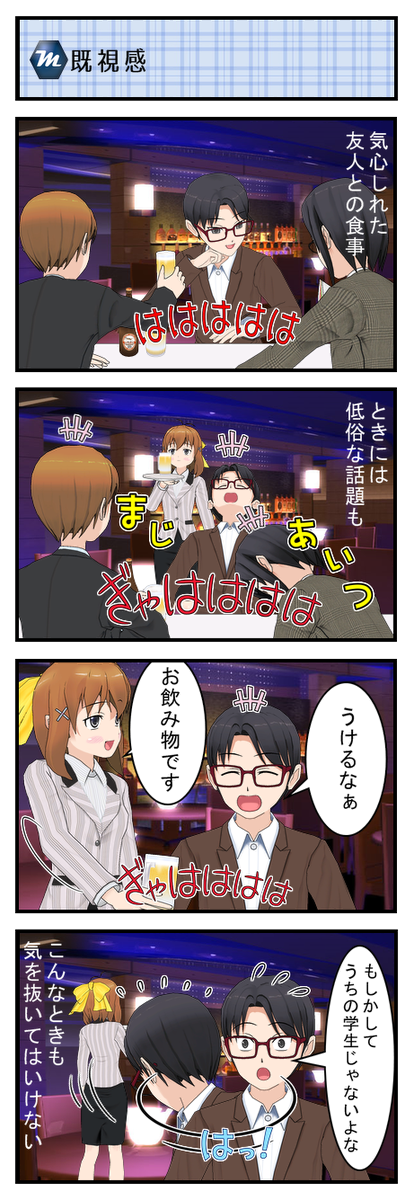 m 既視感
気心しれた
友人との食事
はははははは
ときには
低俗な話題も
まじ
あいつ
ぎゃはははは
うけるなぁ
お飲み物です
ぎゃはははは
もしかして
うちの学生じゃないよな
はっ!
こんなときも
気を抜いてはいけない